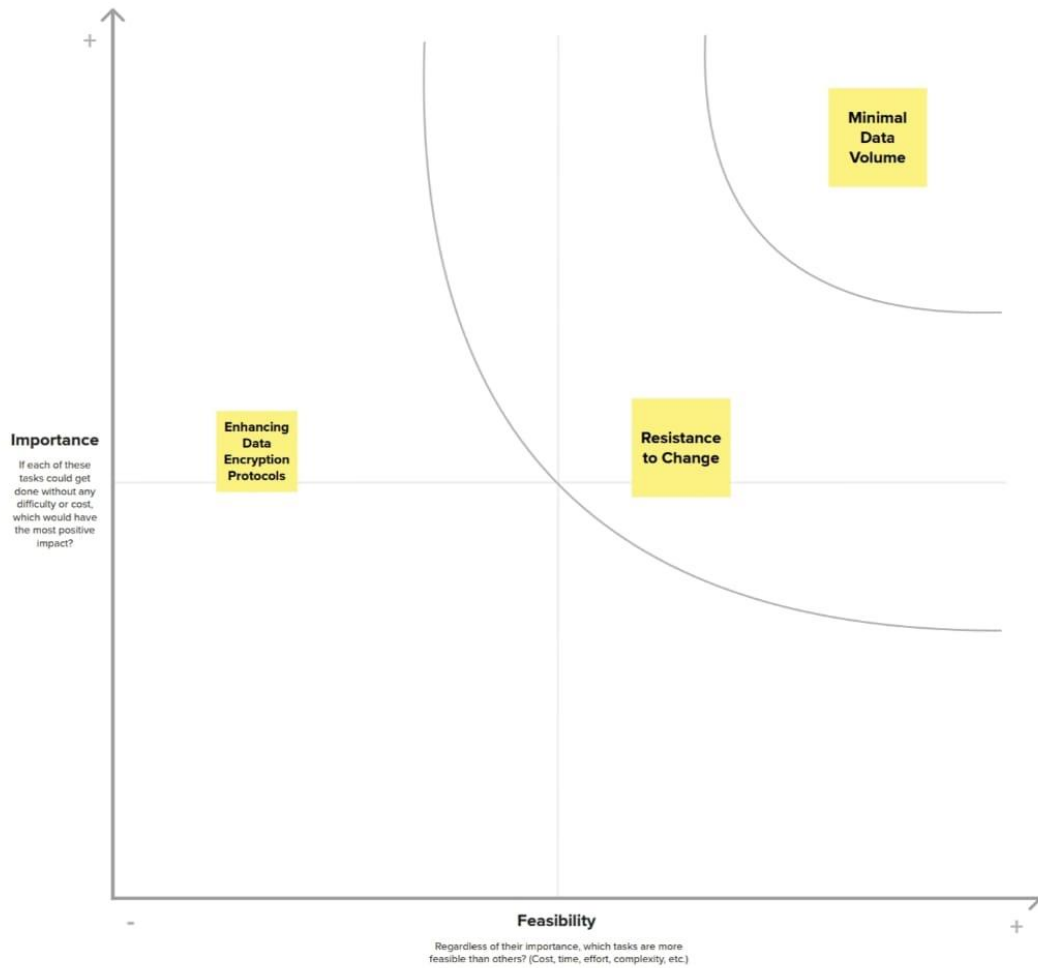 +
Minimal
Data
Volume
Enhancing
Data
Encryption
Protocols
Resistance
to Change
Importance
If each of these
tasks could get
done without any
difficulty or cost,
which would have
the most positive
impact?
-
Feasibility
+
Regardless of their importance, which tasks are more
feasible than others? (Cost, time, effort, complexity, etc.)